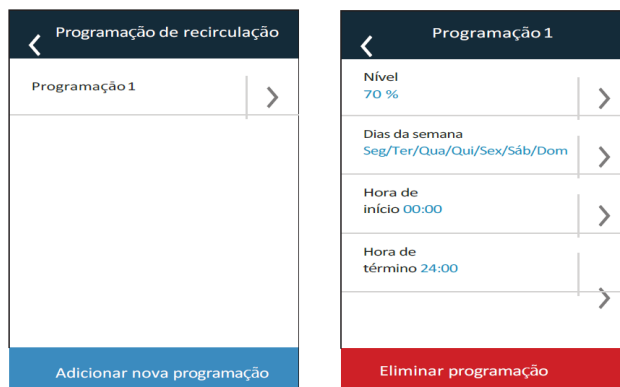 Programação de recirculação
Programação 1
Adicionar nova programação
Programação 1
Nível
70 %
Dias da semana
Seg/Ter/Qua/Qui/Sex/Sáb/Dom
Hora de
início 00:00
Hora de
término 24:00
Eliminar programação